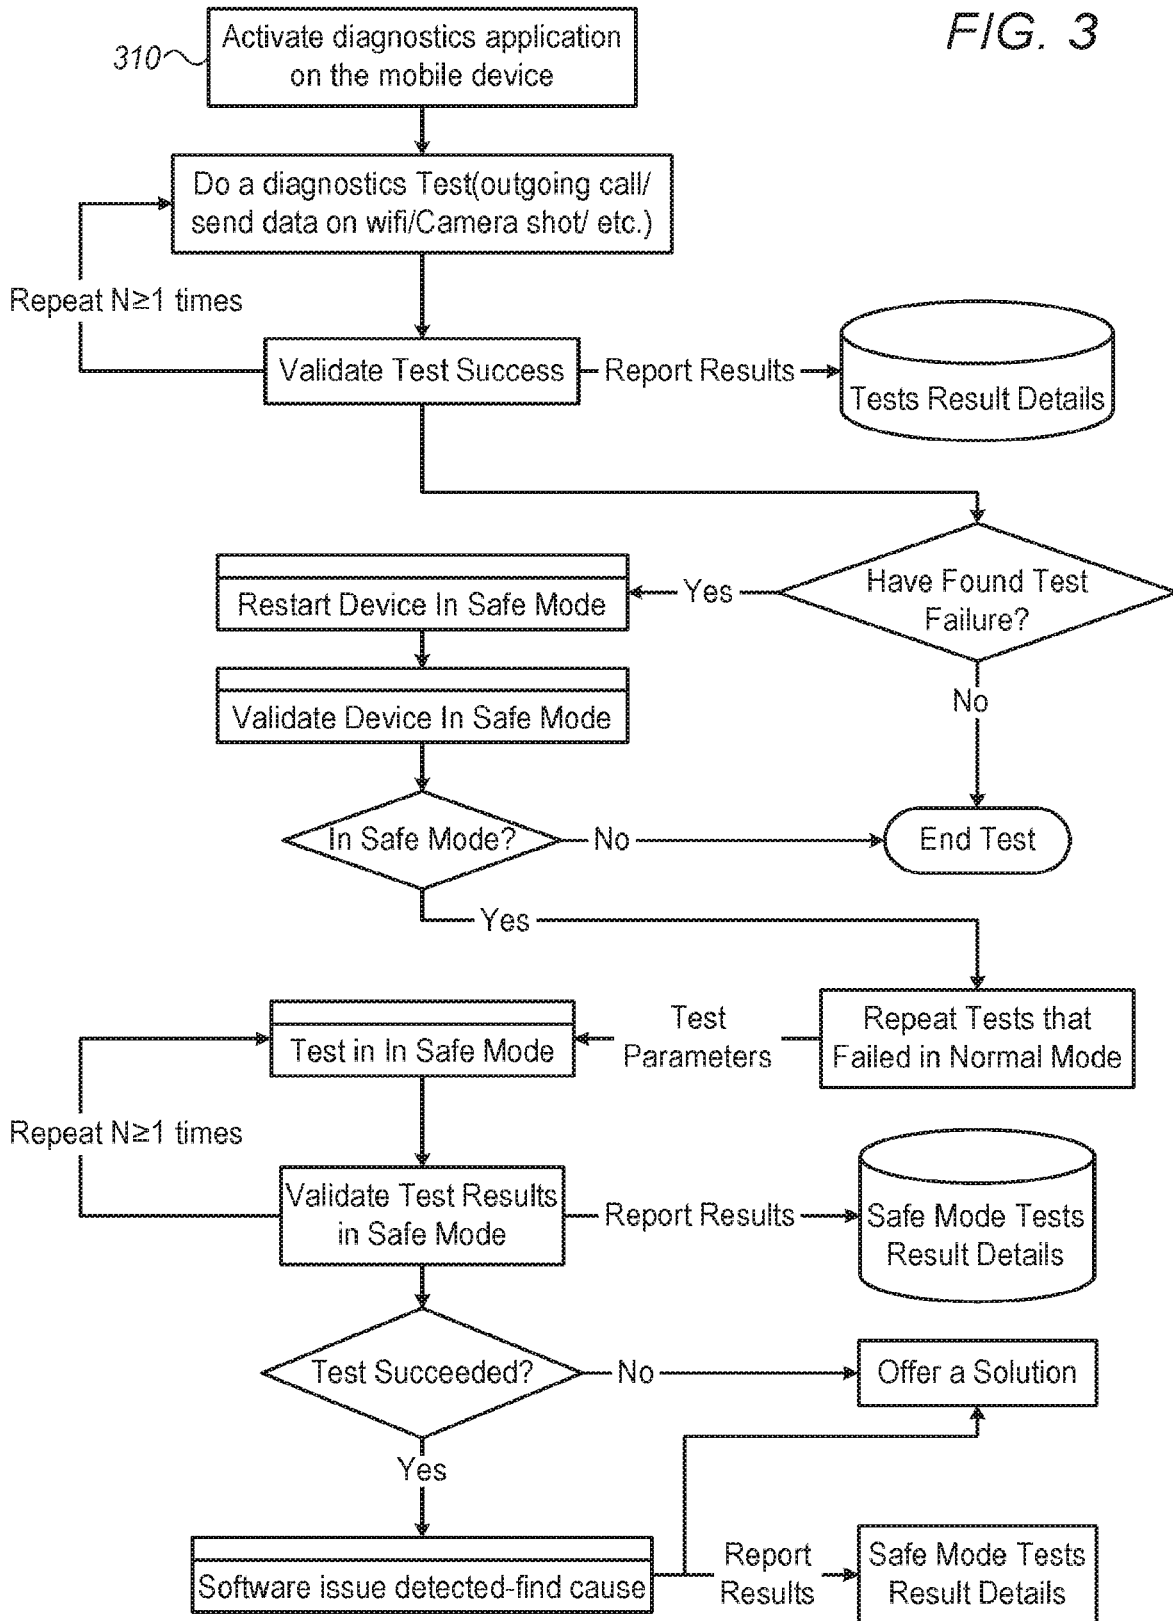 FIG. 3
310
Activate diagnostics application
on the mobile device
Do a diagnostics Test(outgoing call/
send data on wifi/Camera shot/ etc.)
Repeat N≥1 times
Validate Test Success
Report Results
Tests Result Details
Have Found Test
Failure?
Yes
No
Restart Device In Safe Mode
Validate Device In Safe Mode
In Safe Mode?
No
End Test
Yes
Repeat Tests that
Failed in Normal Mode
Test
Parameters
Test in In Safe Mode
Repeat N≥1 times
Validate Test Results
in Safe Mode
Report Results
Safe Mode Tests
Result Details
Test Succeeded?
No
Offer a Solution
Yes
Software issue detected-find cause
Report
Results
Safe Mode Tests
Result Details